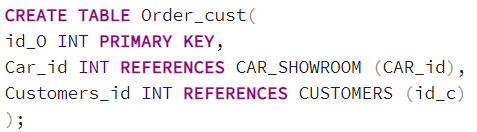 CREATE TABLE Order_cust(
id_O INT PRIMARY KEY,
Car_id INT REFERENCES CAR_SHOWROOM (CAR_id),
Customers_id INT REFERENCES CUSTOMERS (id_c)
);